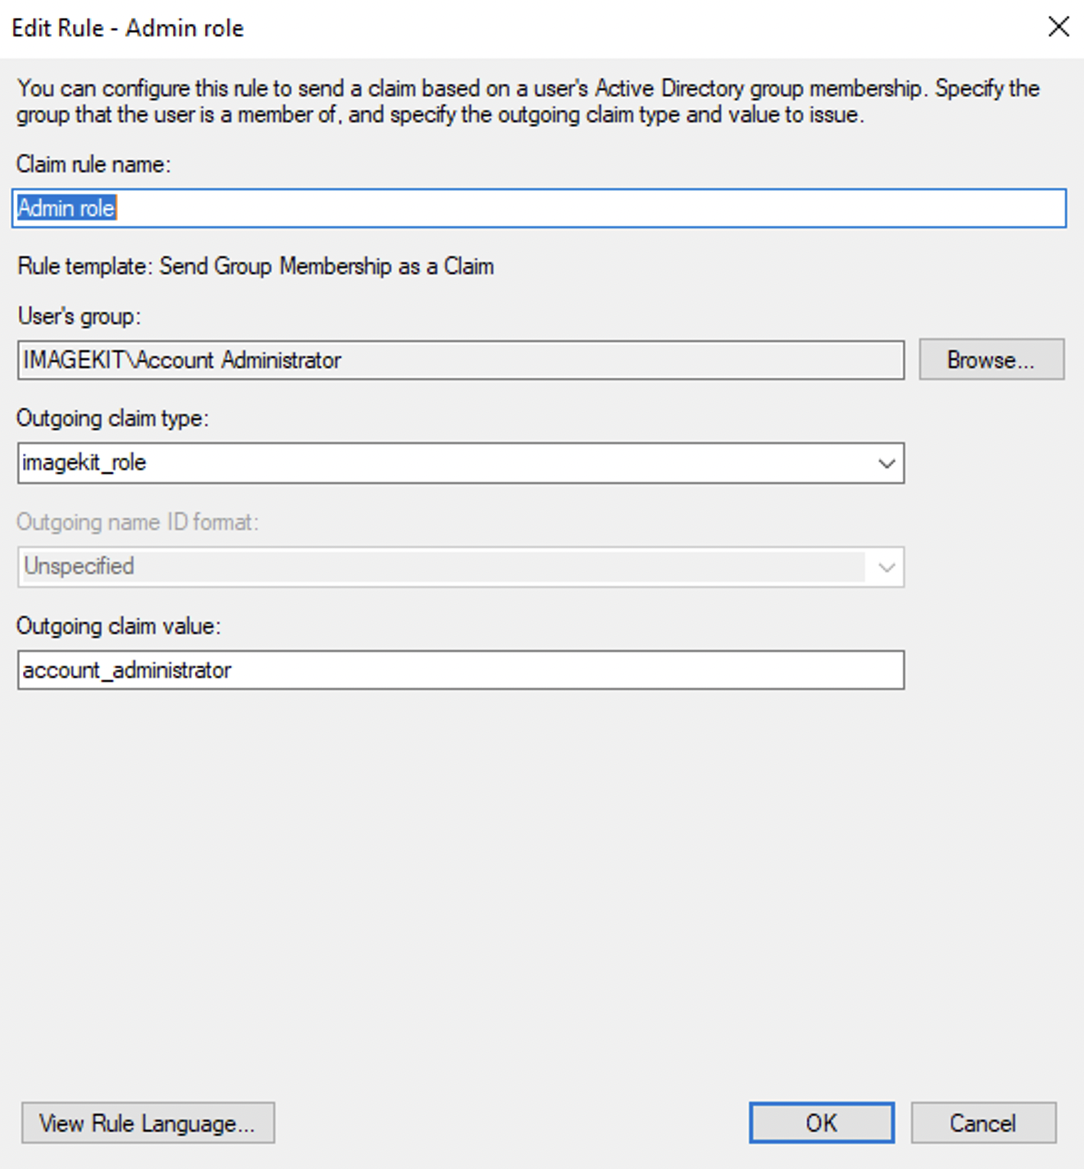 Edit Rule - Admin role
You can configure this rule to send a claim based on a user's Active Directory group membership. Specify the
group that the user is a member of, and specify the outgoing claim type and value to issue.
Claim rule name:
Admin role
Rule template: Send Group Membership as a Claim
User's group:
IMAGEKIT\Account Administrator
Browse...
Outgoing claim type:
imagekit_role
Outgoing name ID format:
Unspecified
Outgoing claim value:
account_administrator
View Rule Language...
OK
Cancel